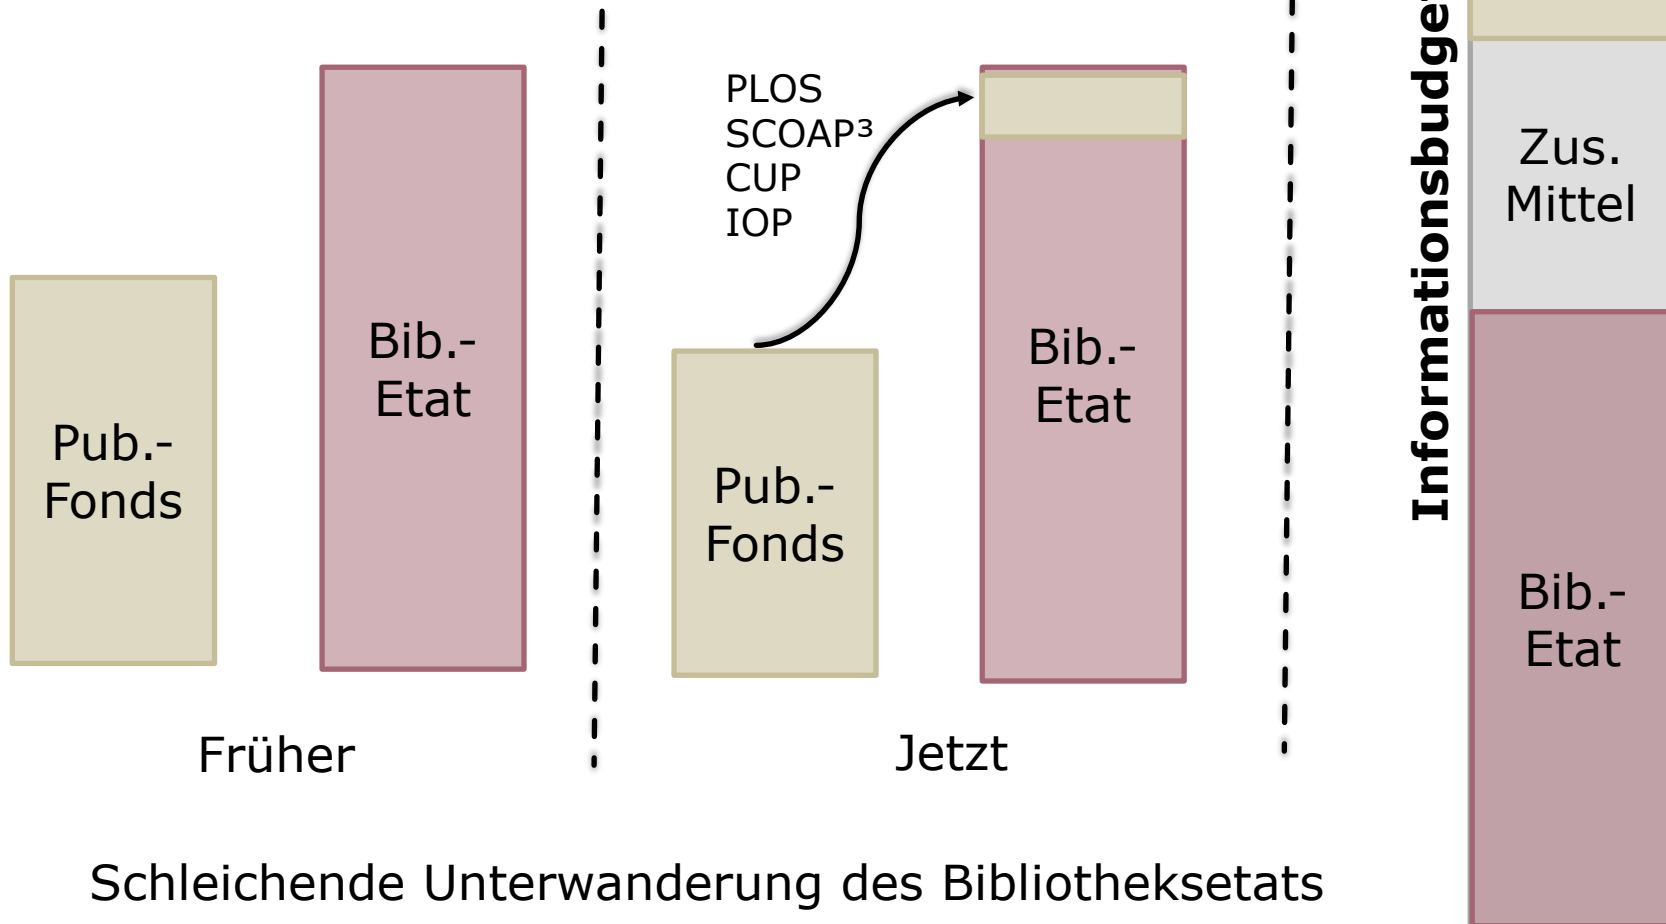 Pub.-
Fonds
Bib.-
Etat
Früher
PLOS
SCOAP³
CUP
IOP
Pub.-
Fonds
Bib.-
Etat
Jetzt
Informationsbudge
Zus.
Mittel
Bib.-
Etat
Schleichende Unterwanderung des Bibliotheksetats